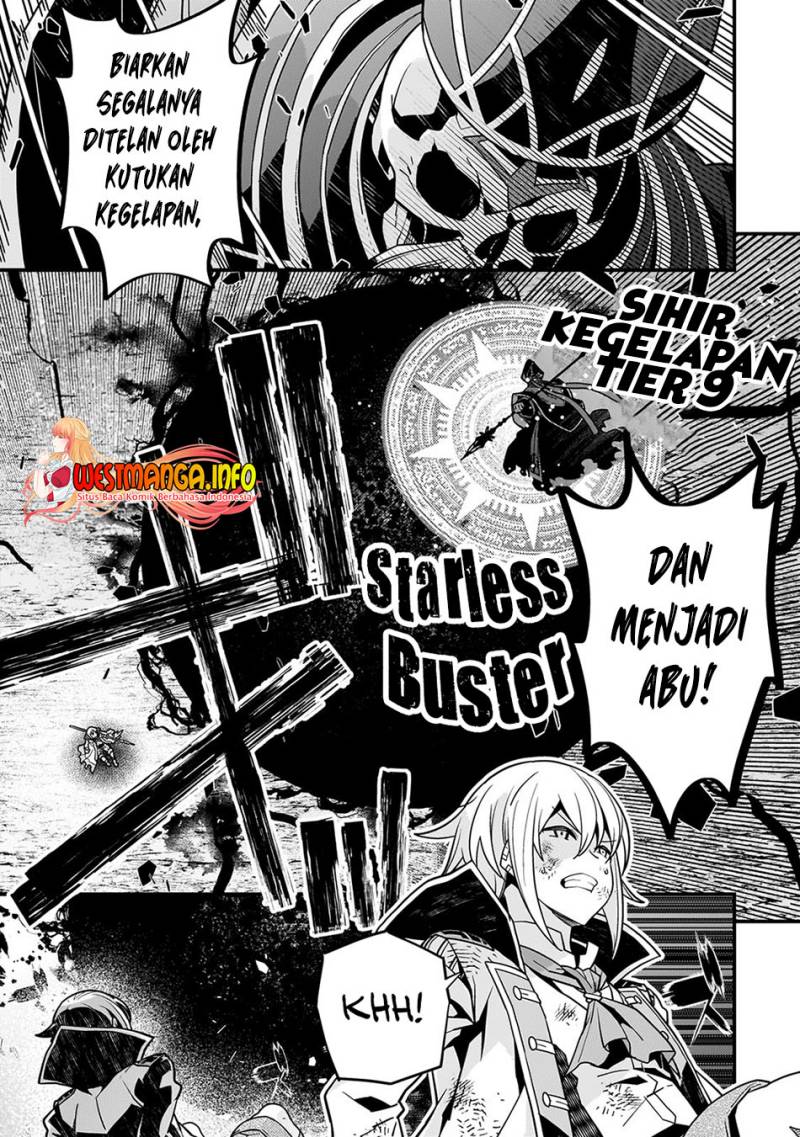 BIARKAN
SEGALANYA
DITELAN OLEH
KUTUKAN
KEGELAPAN,
SIHIR
KEGELAPAN
TIER 9
WESTMANGA.INFO
Situs Baca Komik Berbahasa Indonesia
Starless
Buster
DAN
MENJADI
ABU!
KHH!